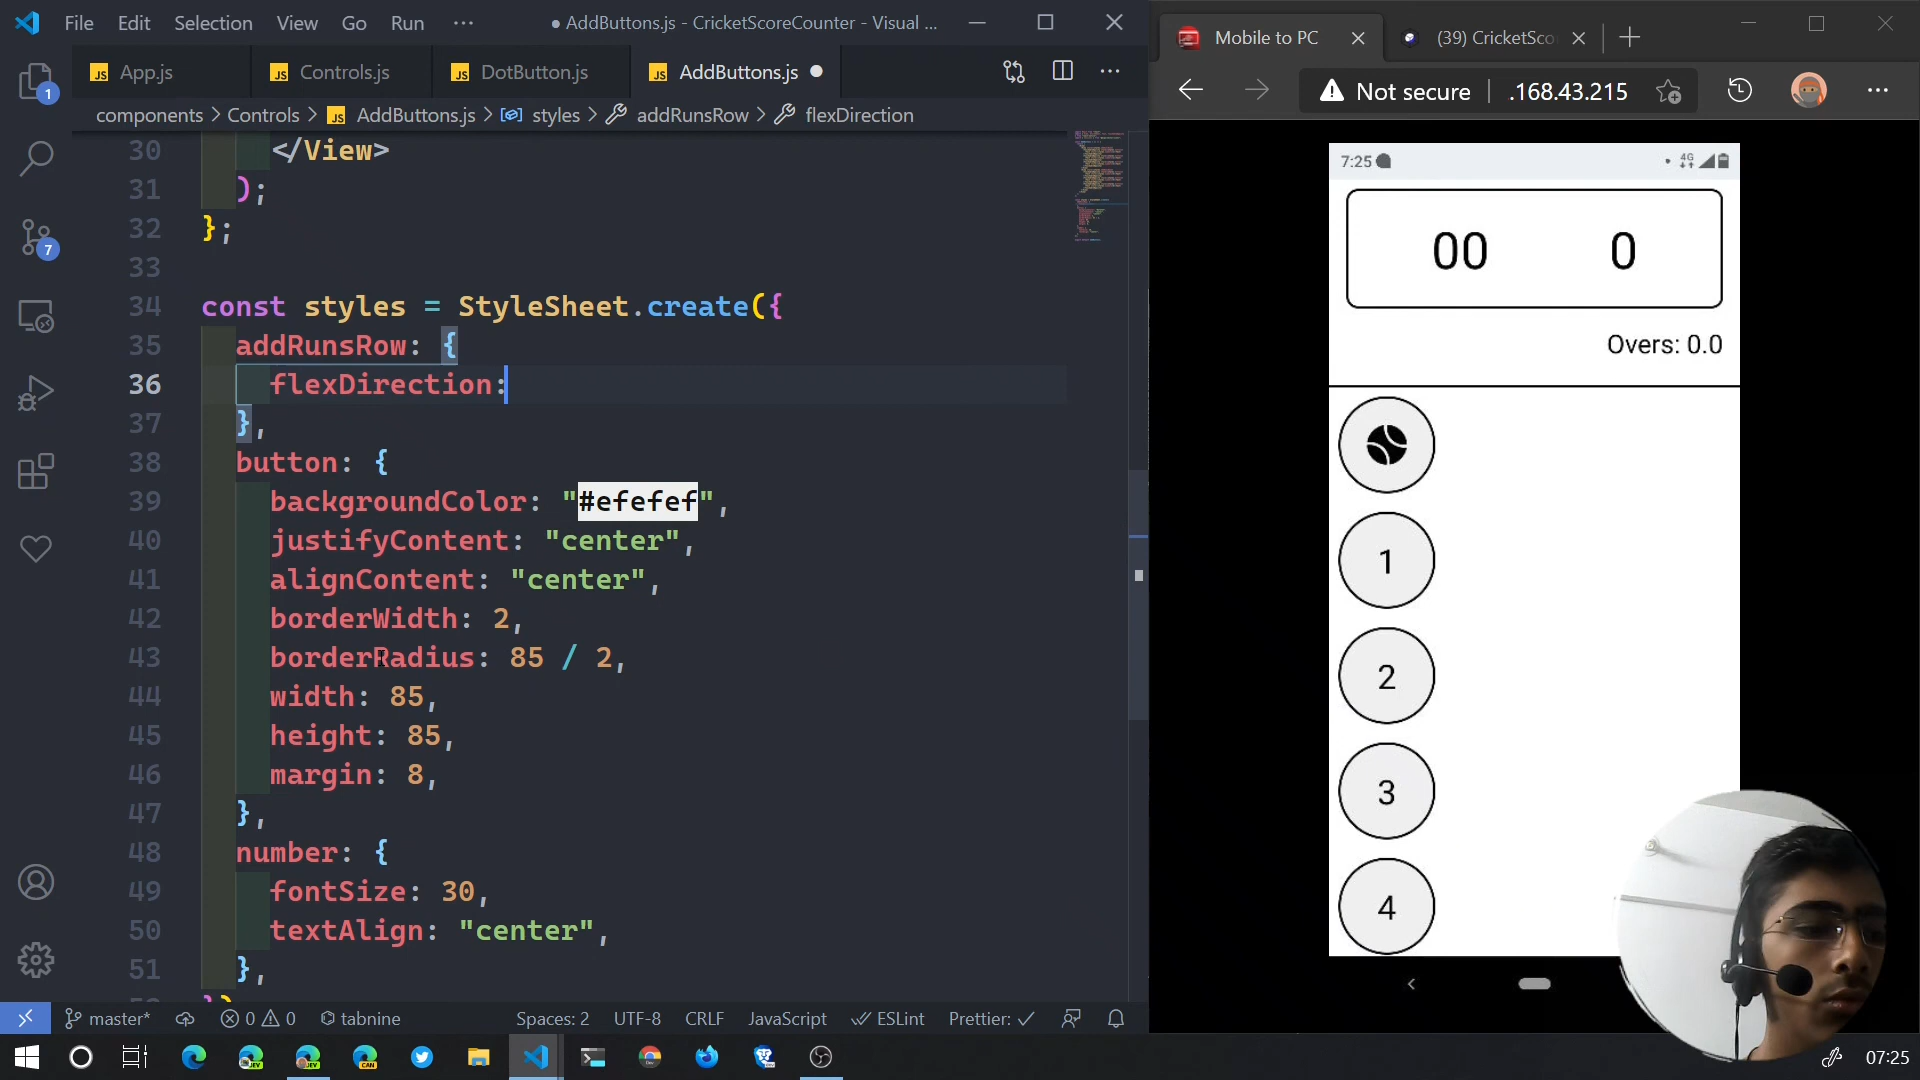 File Edit Selection View Go Run ··· ● AddButtons.js - CricketScoreCounter - Visual ...
Mobile to PC (39) CricketSco
App.js Controls.js DotButton.js AddButtons.js
Not secure .168.43.215
components > Controls > AddButtons.js > styles > addRunsRow > flexDirection
30 </View>
31 );
32 };
33
34 const styles = StyleSheet.create({
35 addRunsRow: {
36 flexDirection:
37 },
38 button: {
39 backgroundColor: "#efefef",
40 justifyContent: "center",
41 alignContent: "center",
42 borderWidth: 2,
43 borderRadius: 85 / 2,
44 width: 85,
45 height: 85,
46 margin: 8,
47 },
48 number: {
49 fontSize: 30,
50 textAlign: "center",
51 },
7:25 4G
00 0
Overs: 0.0
1
2
3
4
1
7
master* 0 0 tabnine Spaces: 2 UTF-8 CRLF JavaScript ESLint Prettier: ✓
07:25